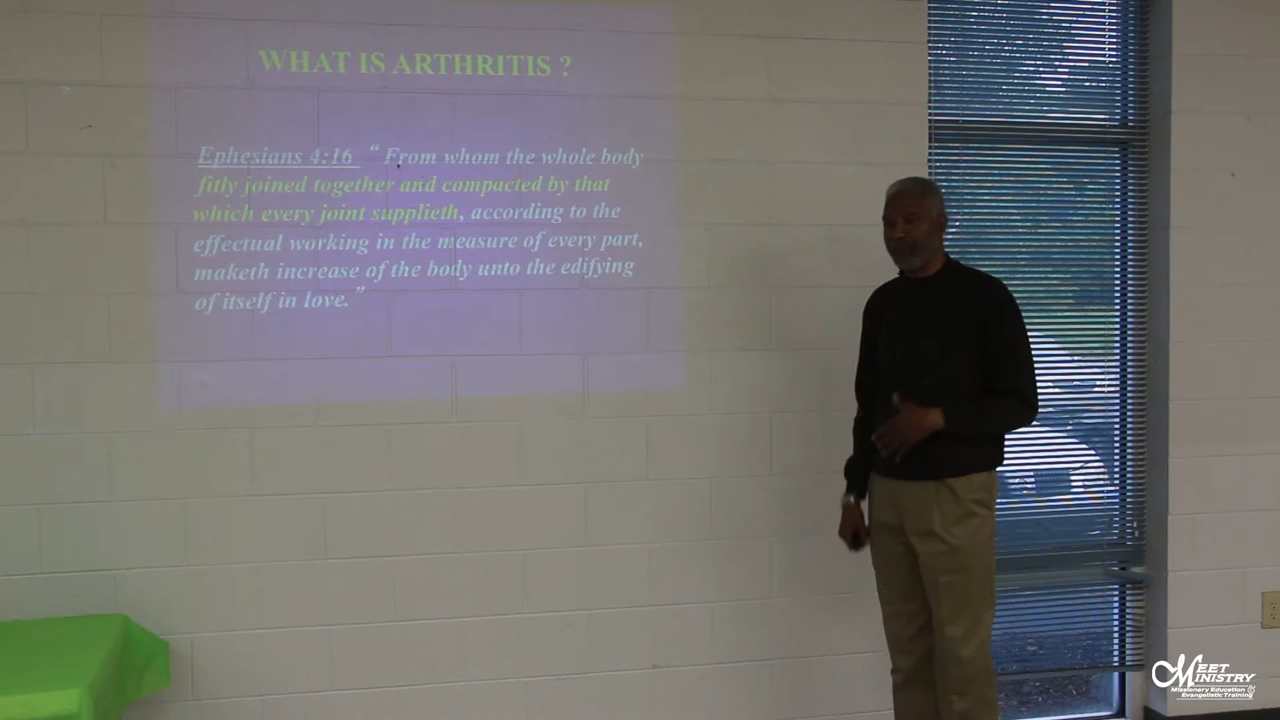 WHAT IS ARTHRITIS ?
Ephesians 4:16 “ From whom the whole body
fitly joined together and compacted by that
which every joint supplieth, according to the
effectual working in the measure of every part,
maketh increase of the body unto the edifying
of itself in love.”
MEET
MINISTRY
Missionary Education &
Evangelistic Training